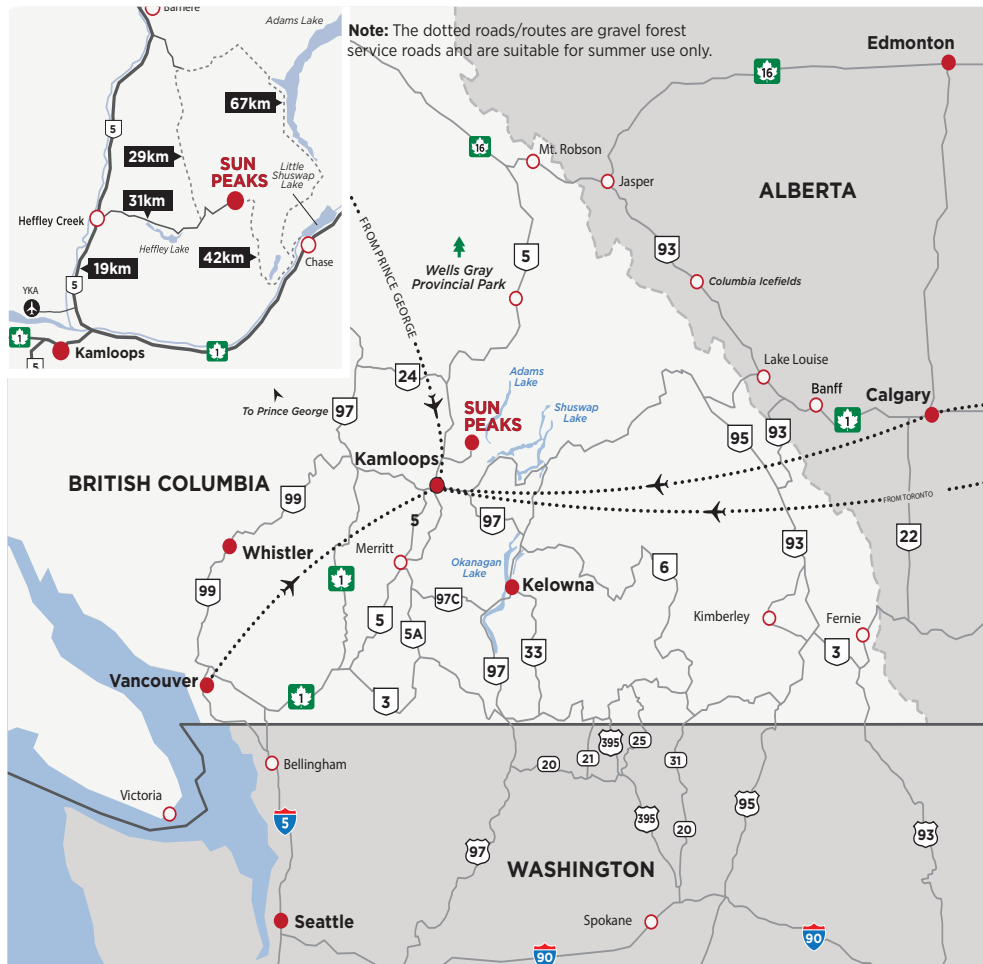 Barriere
Adams Lake
67km
5
29km
SUN
PEAKS
Little
Shuswap
Lake
31km
Heffley Creek
Heffley Lake
42km
Chase
19km
5
YKA
1
Kamloops
1
5
Note: The dotted roads/routes are gravel forest
service roads and are suitable for summer use only.
Edmonton
16
16
Mt. Robson
Jasper
ALBERTA
FROM PRINCE GEORGE
93
5
Wells Gray
Provincial Park
Columbia Icefields
Lake Louise
24
Adams
Lake
Banff
Calgary
To Prince George
97
SUN
PEAKS
Shuswap
Lake
1
95
93
Kamloops
BRITISH COLUMBIA
99
FROM TORONTO
5
97
22
Whistler
Merritt
93
Okanagan
Lake
6
1
99
Kelowna
97C
5
Kimberley
Fernie
5A
33
3
97
Vancouver
1
3
395
25
21
20
31
Bellingham
Victoria
95
5
395
20
93
97
WASHINGTON
Seattle
Spokane
90
90